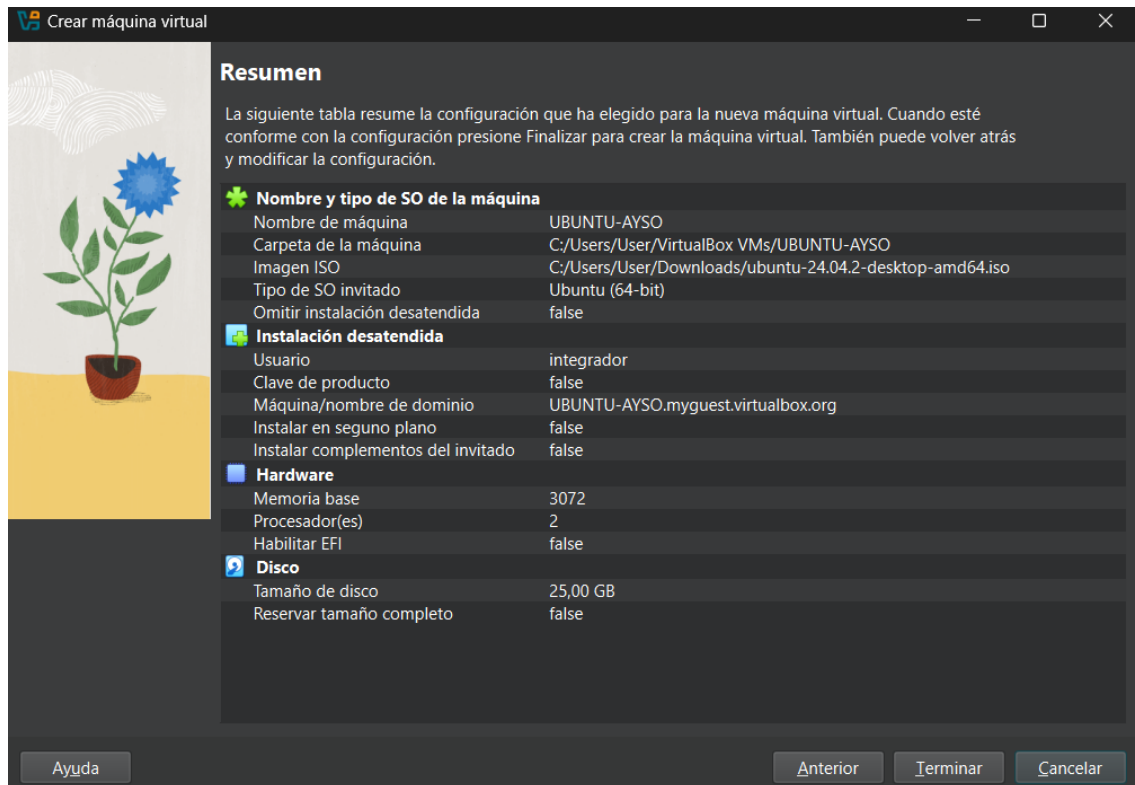 Crear máquina virtual
Resumen
La siguiente tabla resume la configuración que ha elegido para la nueva máquina virtual. Cuando esté
conforme con la configuración presione Finalizar para crear la máquina virtual. También puede volver atrás
y modificar la configuración.
Nombre y tipo de SO de la máquina
Nombre de máquina UBUNTU-AYSO
Carpeta de la máquina C:/Users/User/VirtualBox VMs/UBUNTU-AYSO
Imagen ISO C:/Users/User/Downloads/ubuntu-24.04.2-desktop-amd64.iso
Tipo de SO invitado Ubuntu (64-bit)
Omitir instalación desatendida false
Instalación desatendida
Usuario integrador
Clave de producto false
Máquina/nombre de dominio UBUNTU-AYSO.myguest.virtualbox.org
Instalar en seguno plano false
Instalar complementos del invitado false
Hardware
Memoria base 3072
Procesador(es) 2
Habilitar EFI false
Disco
Tamaño de disco 25,00 GB
Reservar tamaño completo false
Ayuda Anterior Terminar Cancelar